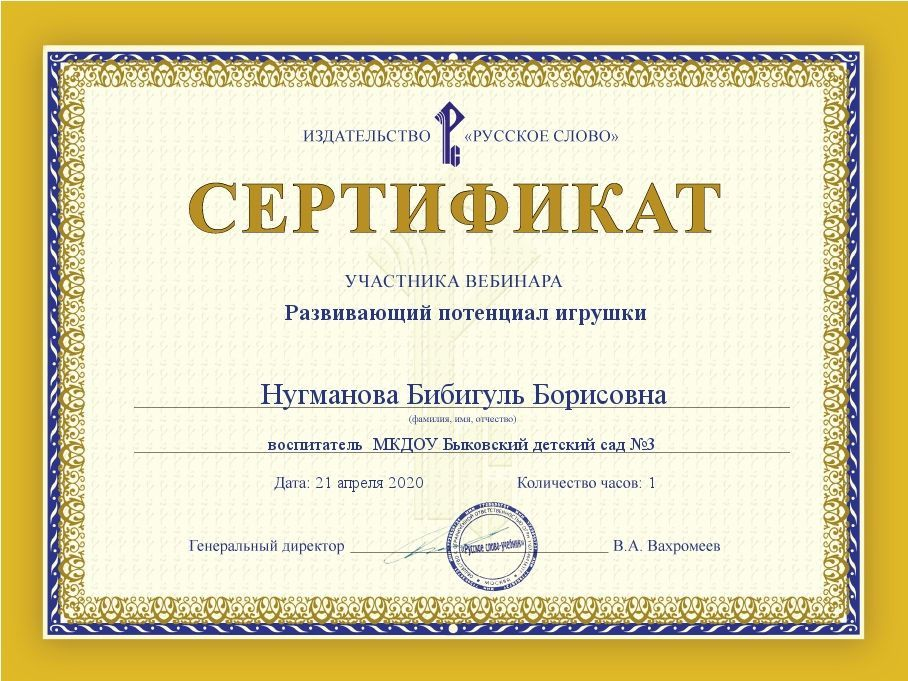 ИЗДАТЕЛЬСТВО «РУССКОЕ СЛОВО»
СЕРТИФИКАТ
УЧАСТНИКА ВЕБИНАРА
Развивающий потенциал игрушки
Нугманова Бибигуль Борисовна
(фамилия, имя, отчество)
воспитатель МКДОУ Быковский детский сад №3
Дата: 21 апреля 2020 Количество часов: 1
Генеральный директор В.А. Вахромеев
«Русское слово-учебник»
МОСКВА